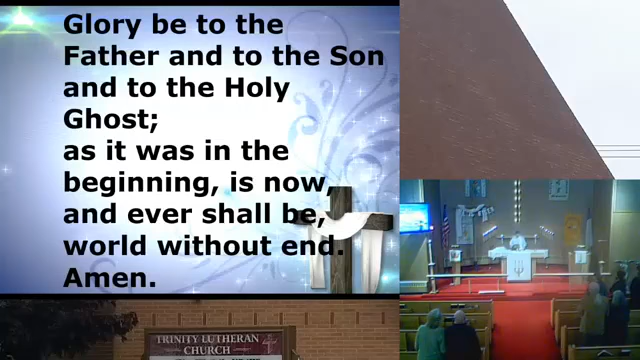 Glory be to the
Father and to the Son
and to the Holy
Ghost;
as it was in the
beginning, is now,
and ever shall be,
world without end.
Amen.
TRINITY LUTHERAN
CHURCH